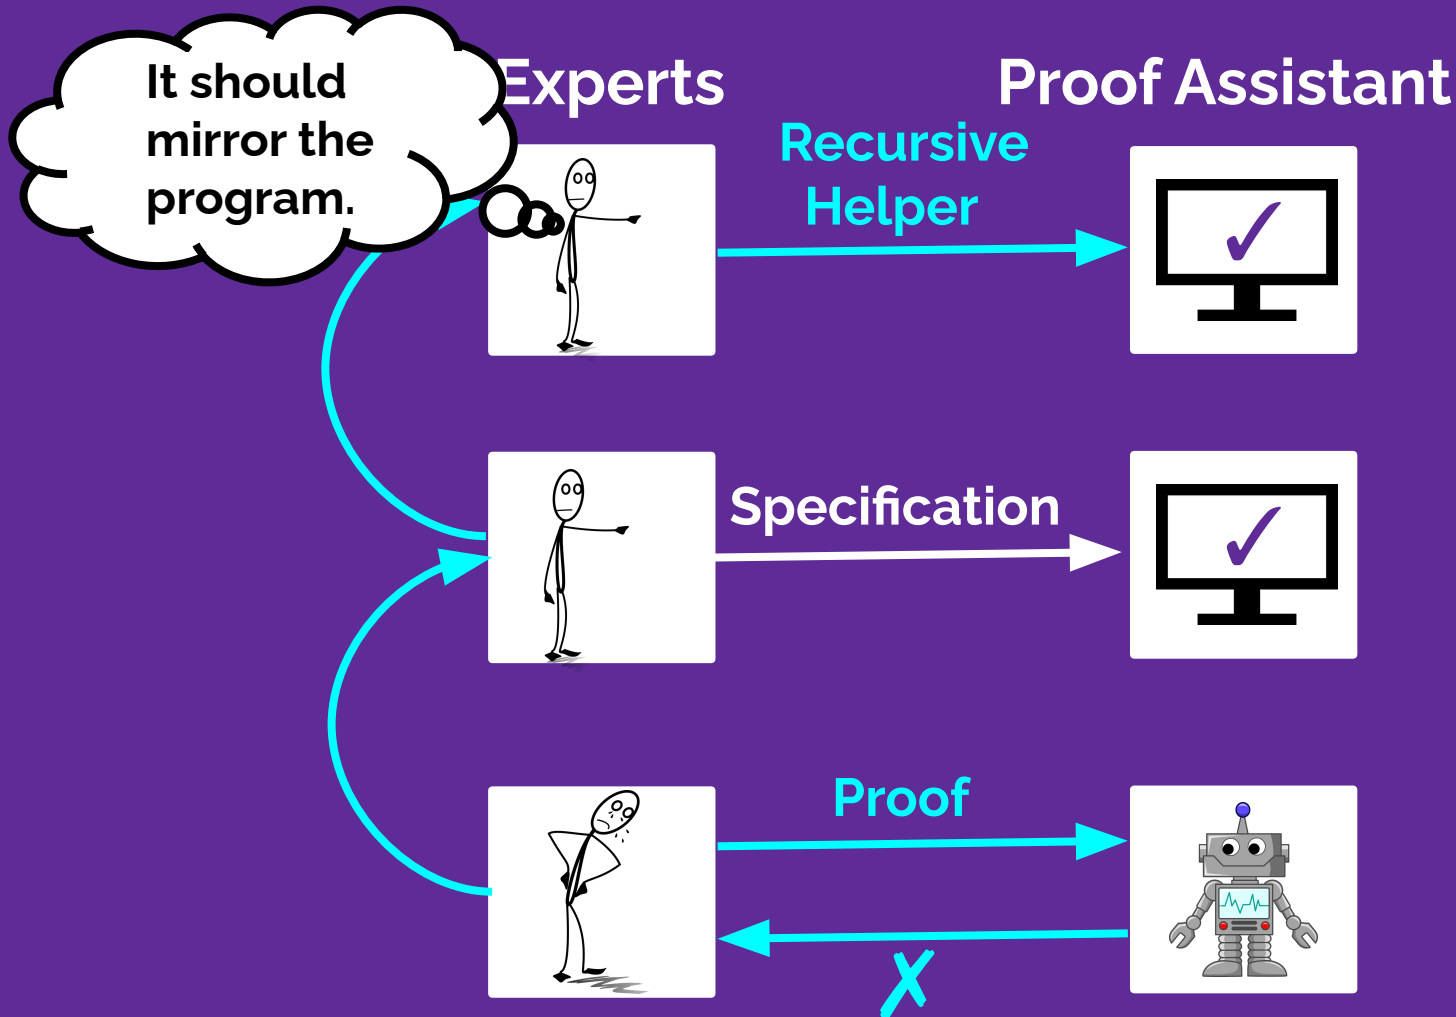 It should
mirror the
program.
Experts
Proof Assistant
Recursive
Helper
✓
Specification
✓
Proof
✗